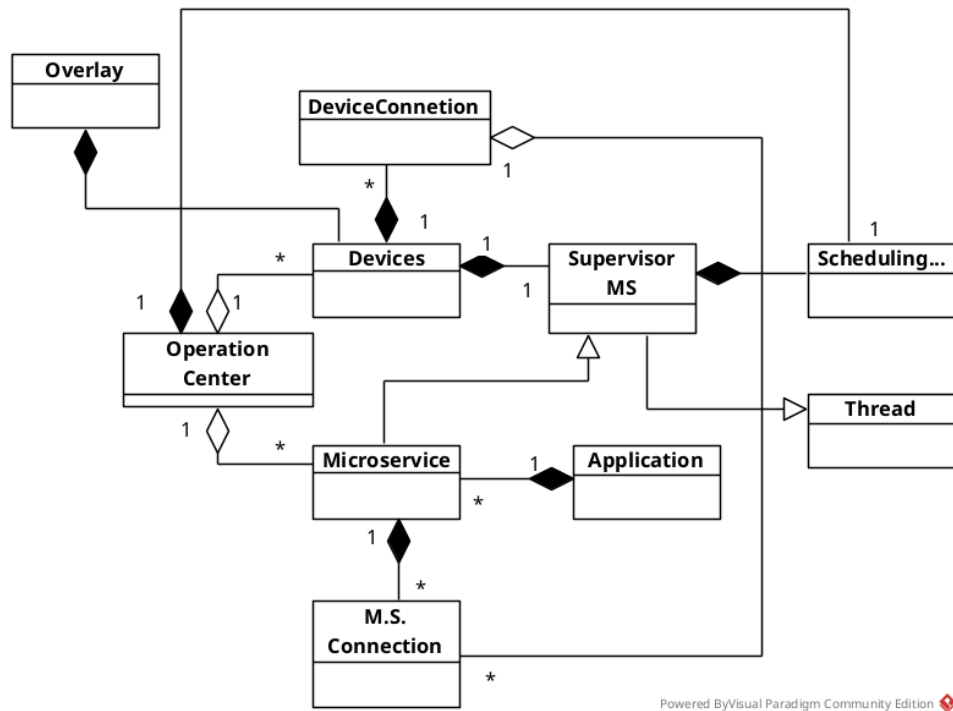 Overlay
DeviceConnetion
1
*
1
1
*
Devices
1
Supervisor
MS
1
Scheduling...
1
1
Operation
Center
Thread
1
*
Microservice
1
Application
*
1
*
M.S.
Connection
*
Powered ByVisual Paradigm Community Edition